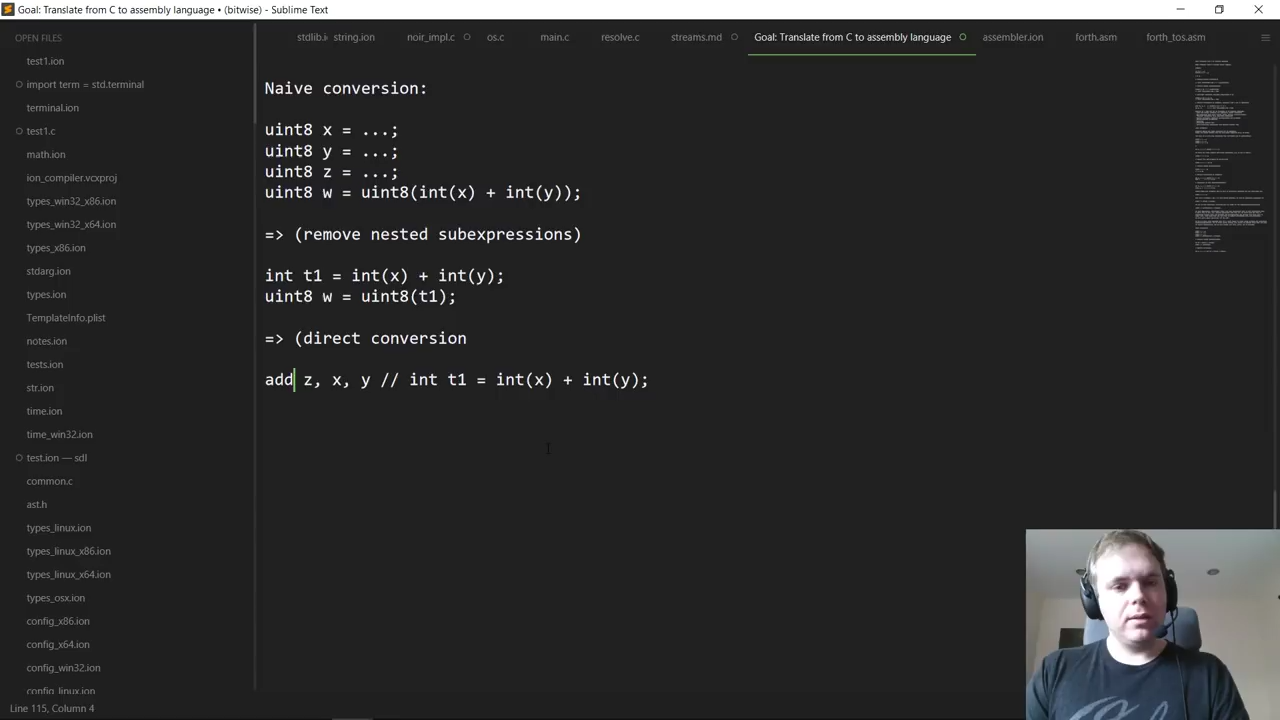 Goal: Translate from C to assembly language • (bitwise) - Sublime Text
OPEN FILES
stdlib.i string.ion noir_impl.c os.c main.c resolve.c streams.md Goal: Translate from C to assembly language assembler.ion forth.asm forth_tos.asm
test1.ion
import term = std.terminal
terminal.ion
test1.c
math.ion
ion_compiler.vcxproj
types_win32_x86.ion
types_win32_x64.ion
types_x86.ion
stdarg.ion
types.ion
TemplateInfo.plist
notes.ion
tests.ion
str.ion
time.ion
time_win32.ion
test.ion — sdl
common.c
ast.h
types_linux.ion
types_linux_x86.ion
types_linux_x64.ion
types_osx.ion
config_x86.ion
config_x64.ion
config_win32.ion
config_linux.ion
Naive conversion:
uint8 x = ...;
uint8 y = ...;
uint8 z = ...;
uint8 w = uint8(int(x) + int(y));
=> (remove nested subexpressions)
int t1 = int(x) + int(y);
uint8 w = uint8(t1);
=> (direct conversion
add z, x, y // int t1 = int(x) + int(y);
Line 115, Column 4